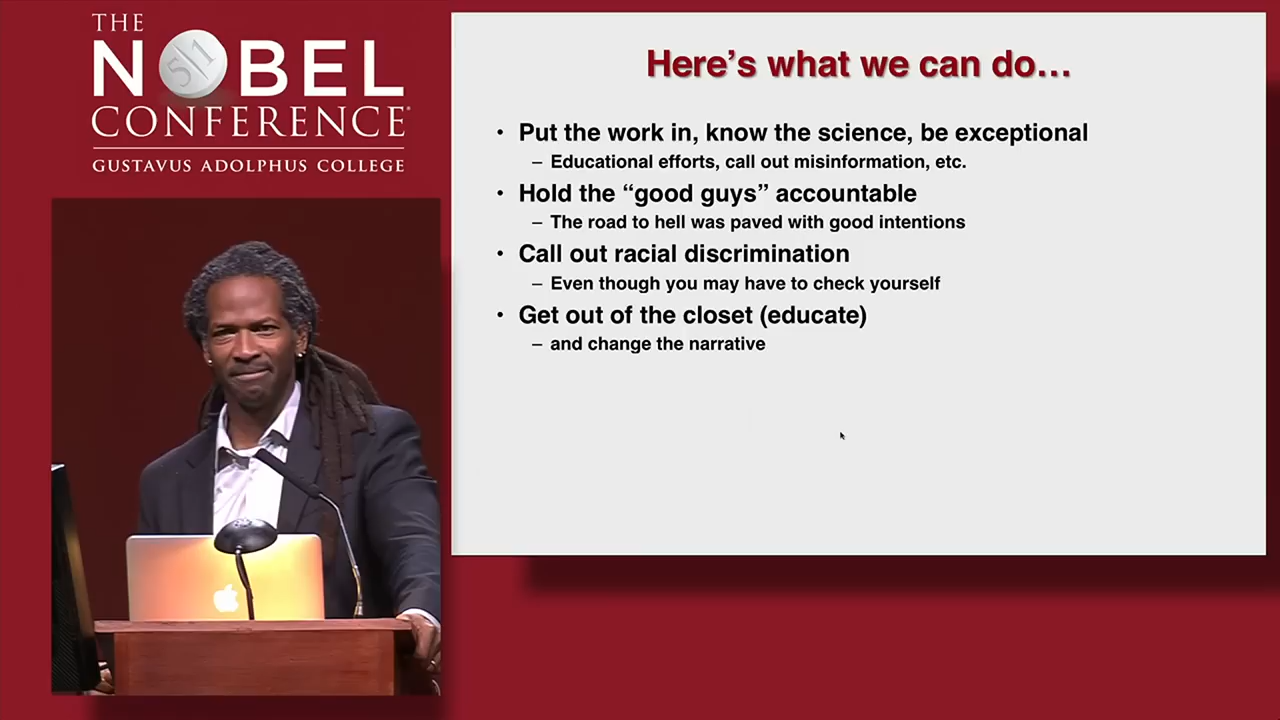 THE
NOBEL
51
CONFERENCE®
GUSTAVUS ADOLPHUS COLLEGE
Here's what we can do…
• Put the work in, know the science, be exceptional
– Educational efforts, call out misinformation, etc.
• Hold the “good guys” accountable
– The road to hell was paved with good intentions
• Call out racial discrimination
– Even though you may have to check yourself
• Get out of the closet (educate)
– and change the narrative